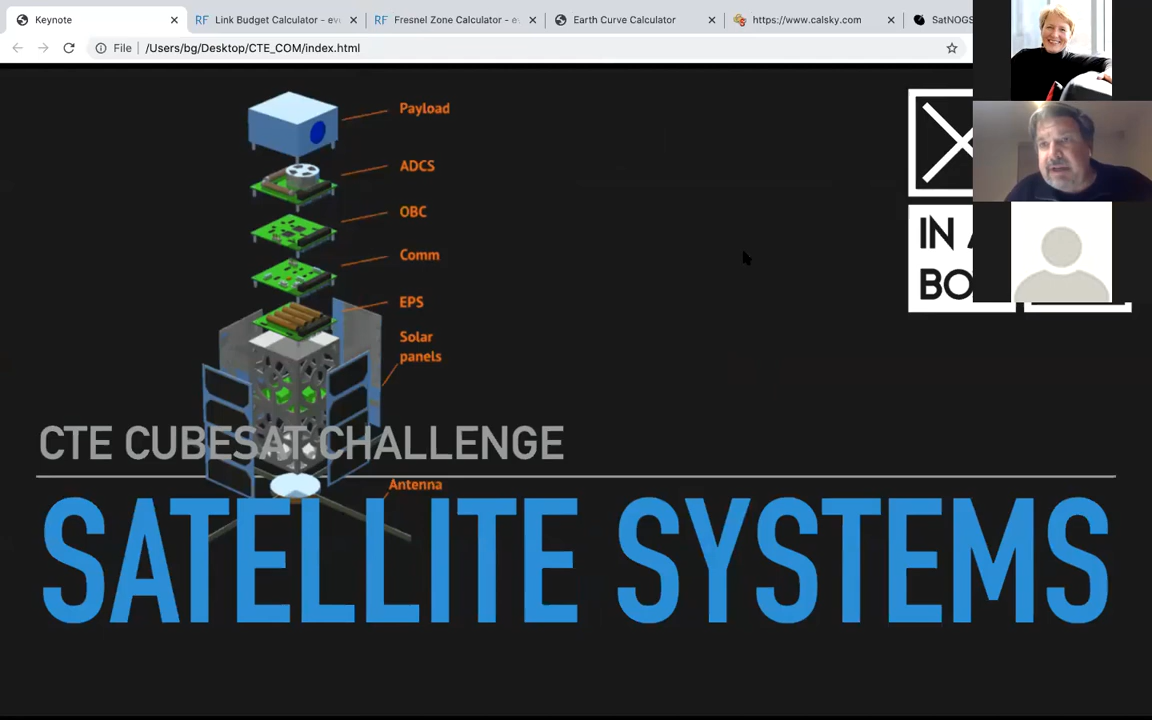 Keynote
Link Budget Calculator - eve
Fresnel Zone Calculator - e
Earth Curve Calculator
https://www.calsky.com
SatNOGS
File
/Users/bg/Desktop/CTE_COM/index.html
Payload
ADCS
OBC
Comm
EPS
Solar
panels
Antenna
IN
BO
CTE CUBESAT CHALLENGE
SATELLITE SYSTEMS